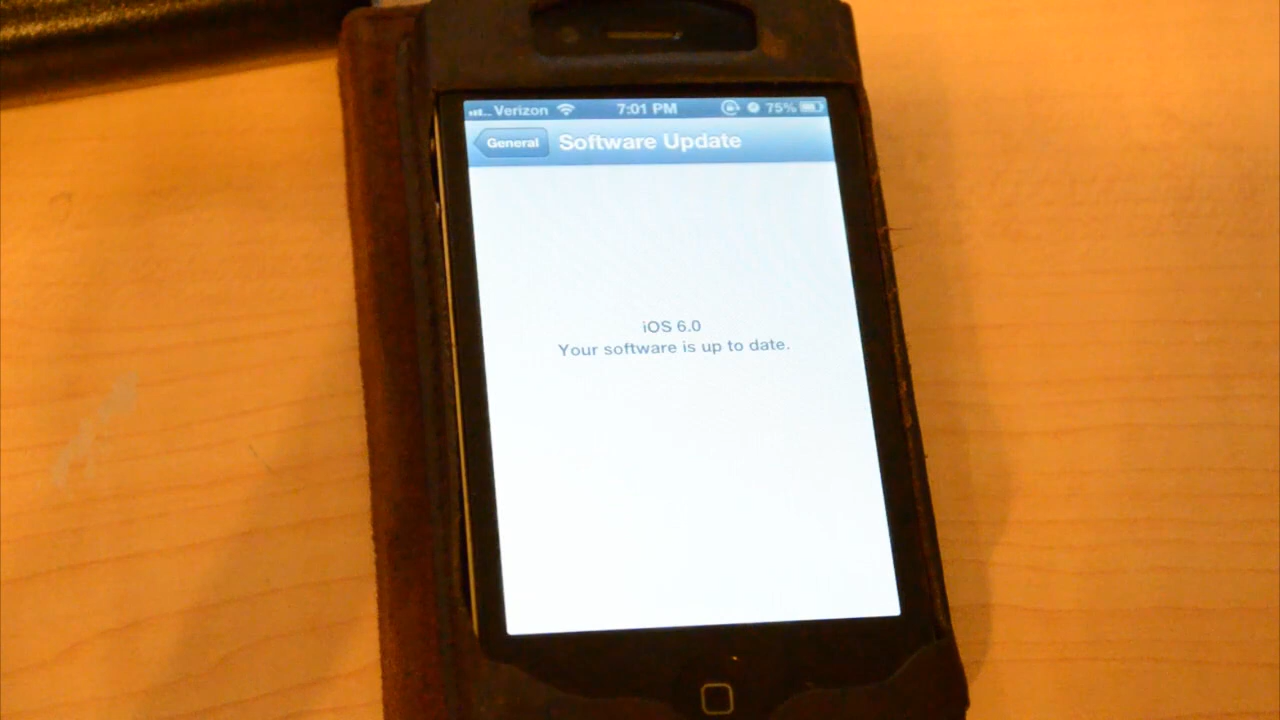 Verizon 7:01 PM 75%
General Software Update
iOS 6.0
Your software is up to date.